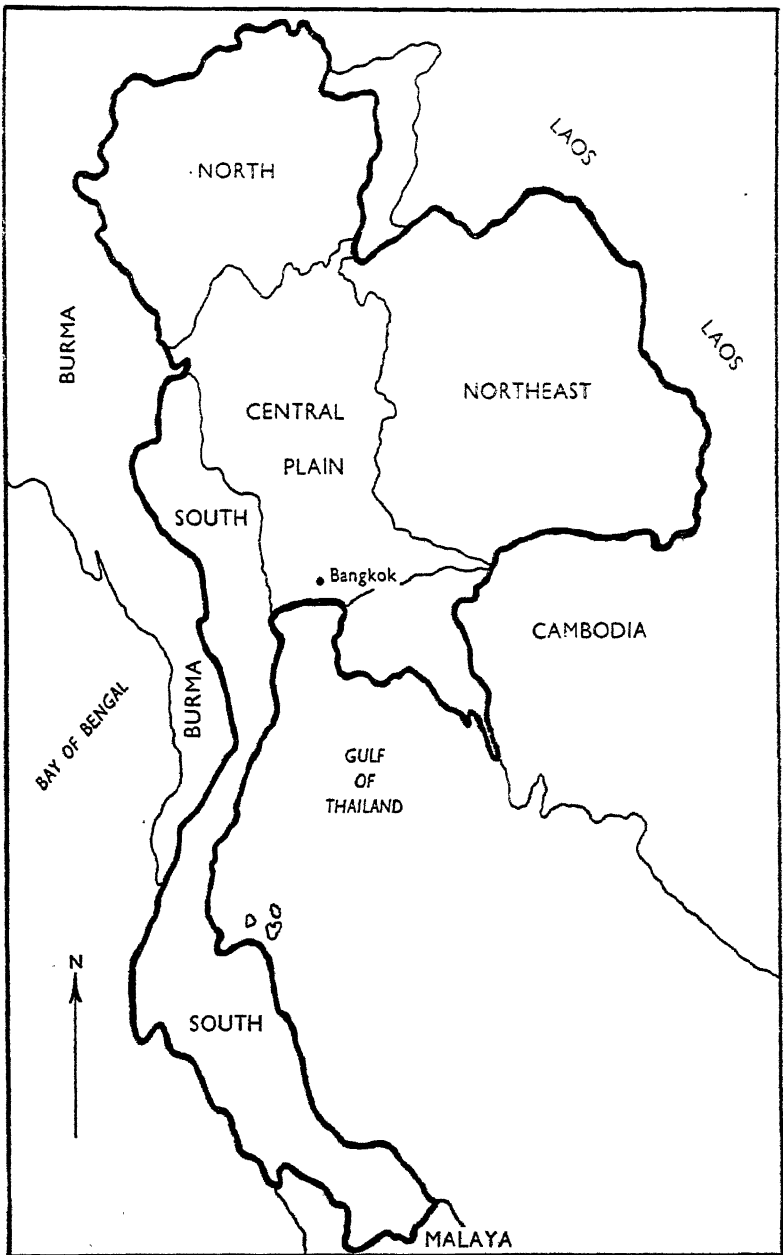 LAOS
NORTH
BURMA
LAOS
NORTHEAST
CENTRAL
PLAIN
SOUTH
Bangkok
CAMBODIA
BURMA
BAY OF BENGAL
GULF
OF
THAILAND
N
SOUTH
MALAYA